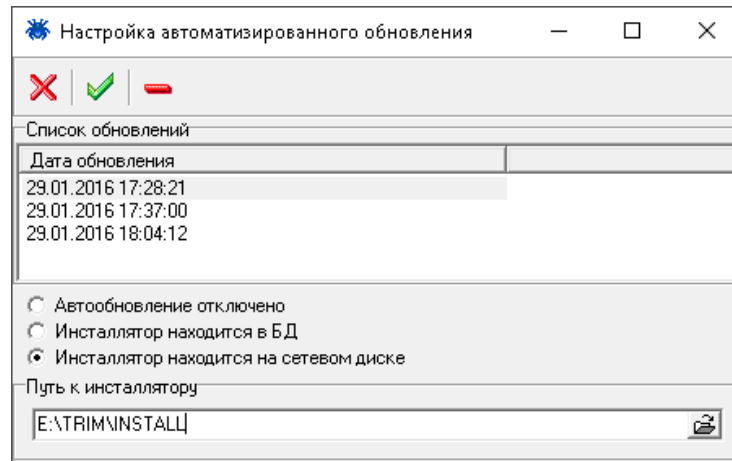 Настройка автоматизированного обновления
Список обновлений
Дата обновления
29.01.2016 17:28:21
29.01.2016 17:37:00
29.01.2016 18:04:12
Автообновление отключено
Инсталлятор находится в БД
Инсталлятор находится на сетевом диске
Путь к инсталлятору
E:\TRIM\INSTALL